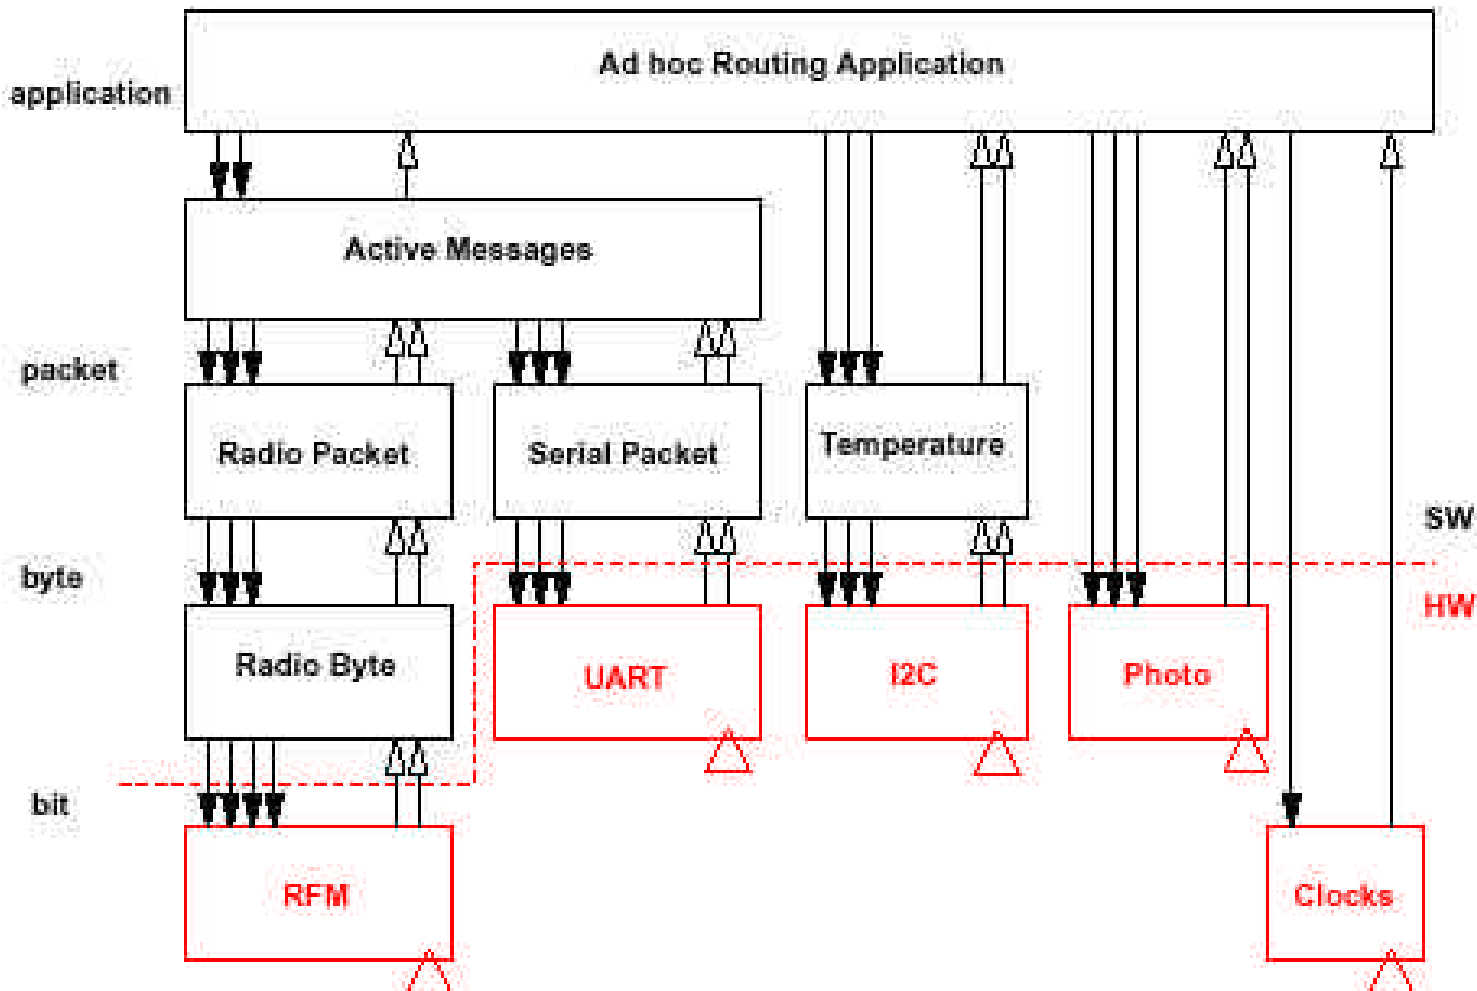 Ad hoc Routing Application
application
Active Messages
packet
Radio Packet
Serial Packet
Temperature
SW
byte
HW
Radio Byte
UART
I2C
Photo
bit
RFM
Clocks